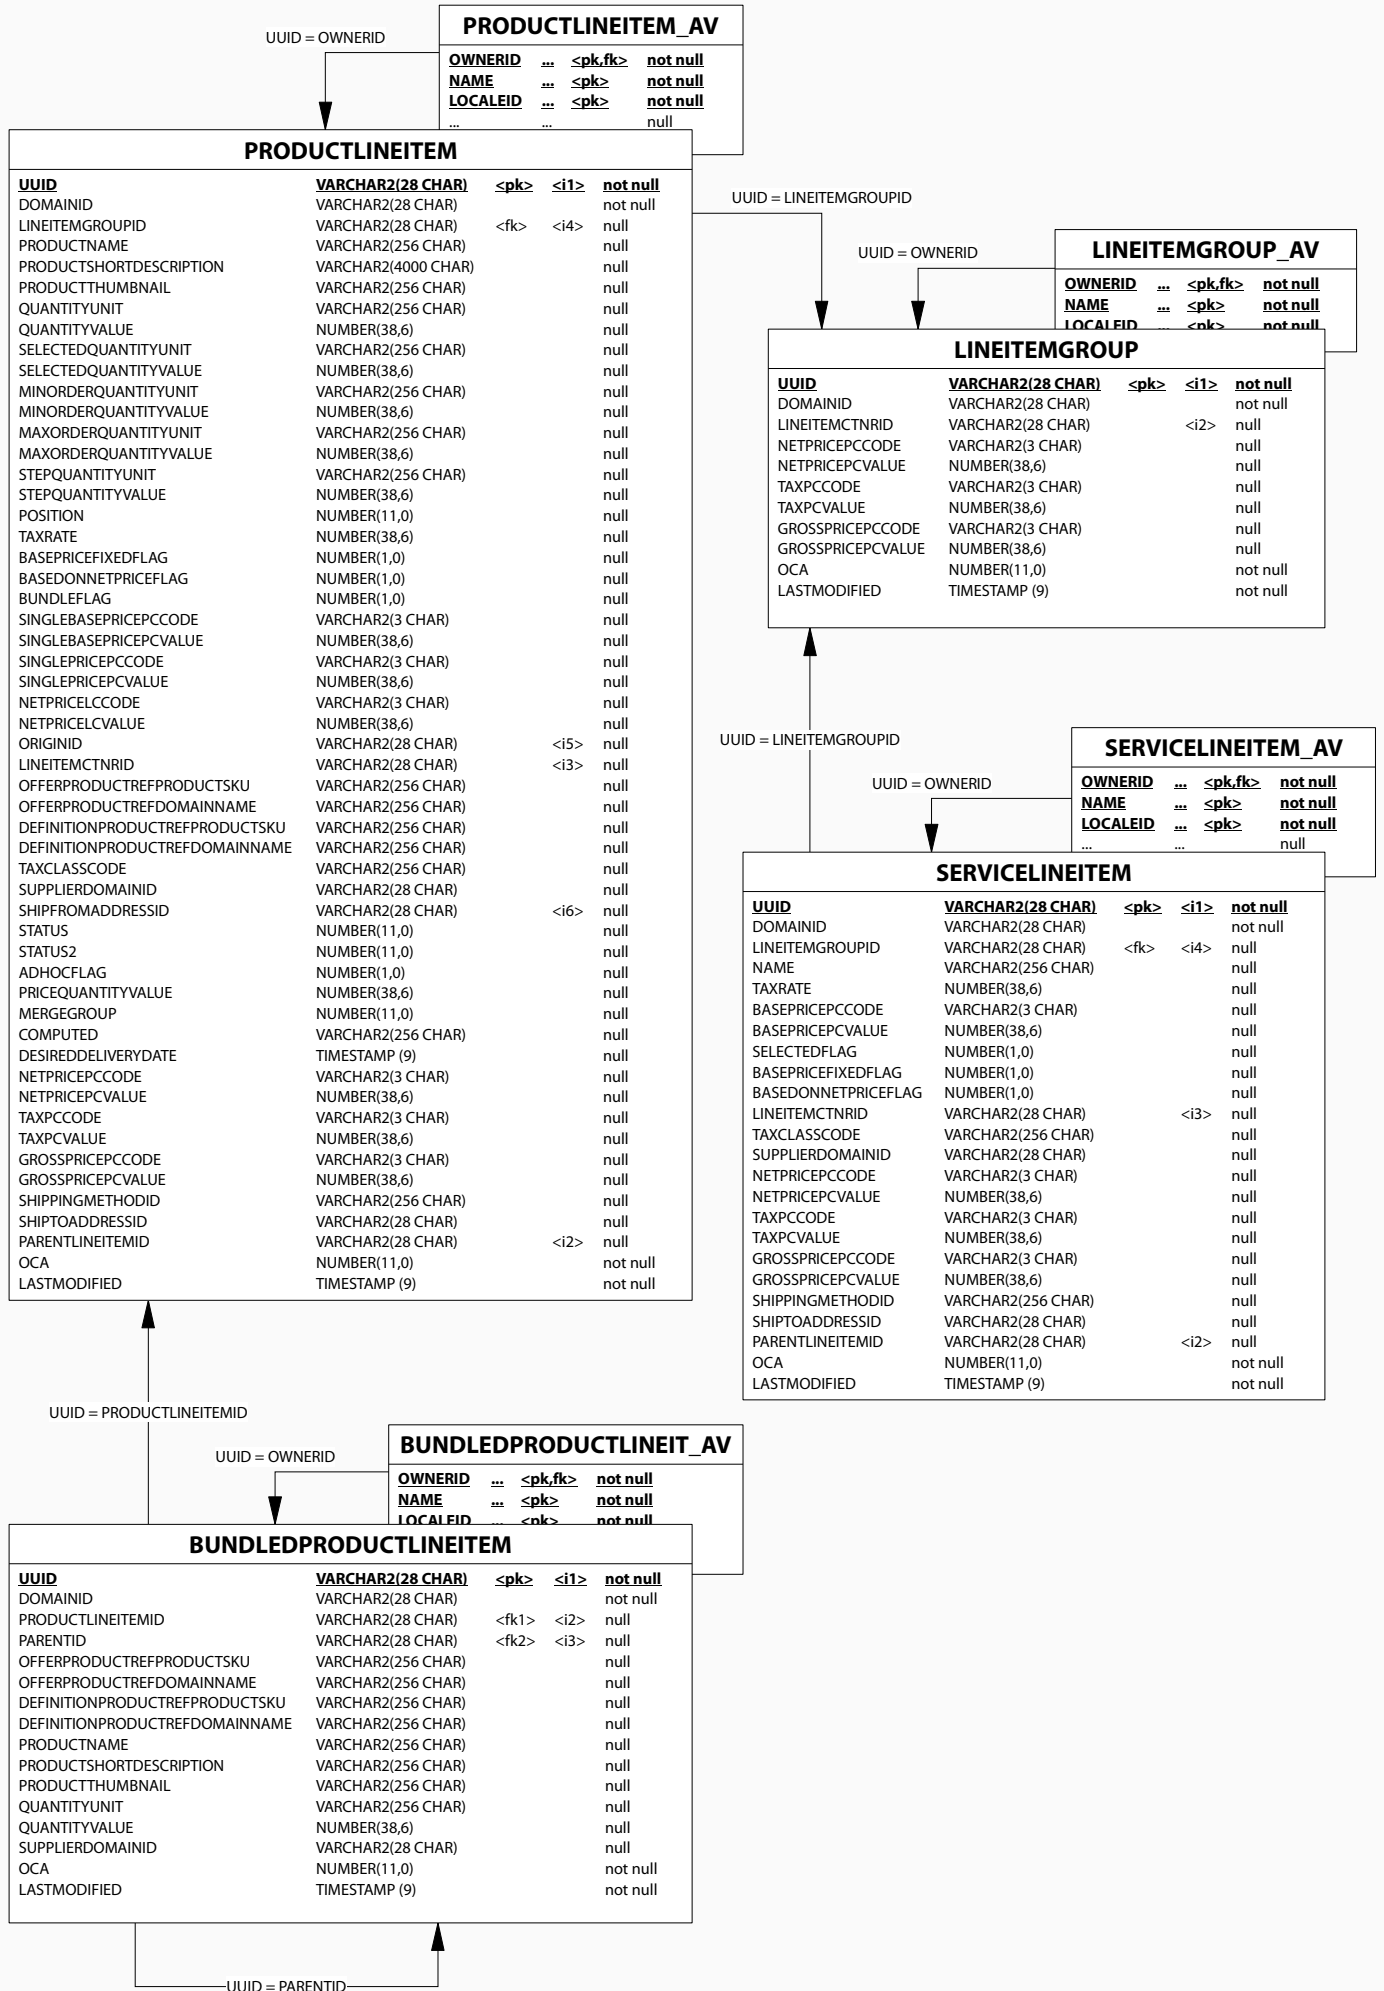 PRODUCTLINEITEM_AV
UUID = OWNERID
OWNERID ... <pk,fk> not null
NAME ... <pk> not null
LOCALEID ... <pk> not null
... ... null
PRODUCTLINEITEM
UUID VARCHAR2(28 CHAR) <pk> <i1> not null
DOMAINID VARCHAR2(28 CHAR) not null
LINEITEMGROUPID VARCHAR2(28 CHAR) <fk> <i4> null
PRODUCTNAME VARCHAR2(256 CHAR) null
PRODUCTSHORTDESCRIPTION VARCHAR2(4000 CHAR) null
PRODUCTTHUMBNAIL VARCHAR2(256 CHAR) null
QUANTITYUNIT VARCHAR2(256 CHAR) null
QUANTITYVALUE NUMBER(38,6) null
SELECTEDQUANTITYUNIT VARCHAR2(256 CHAR) null
SELECTEDQUANTITYVALUE NUMBER(38,6) null
MINORDERQUANTITYUNIT VARCHAR2(256 CHAR) null
MINORDERQUANTITYVALUE NUMBER(38,6) null
MAXORDERQUANTITYUNIT VARCHAR2(256 CHAR) null
MAXORDERQUANTITYVALUE NUMBER(38,6) null
STEPQUANTITYUNIT VARCHAR2(256 CHAR) null
STEPQUANTITYVALUE NUMBER(38,6) null
POSITION NUMBER(11,0) null
TAXRATE NUMBER(38,6) null
BASEPRICEFIXEDFLAG NUMBER(1,0) null
BASEDONNETPRICEFLAG NUMBER(1,0) null
BUNDLEFLAG NUMBER(1,0) null
SINGLEBASEPRICEPCCODE VARCHAR2(3 CHAR) null
SINGLEBASEPRICEPCVALUE NUMBER(38,6) null
SINGLEPRICEPCCODE VARCHAR2(3 CHAR) null
SINGLEPRICEPCVALUE NUMBER(38,6) null
NETPRICELCCODE VARCHAR2(3 CHAR) null
NETPRICELCVALUE NUMBER(38,6) null
ORIGINID VARCHAR2(28 CHAR) <i5> null
LINEITEMCTNRID VARCHAR2(28 CHAR) <i3> null
OFFERPRODUCTREFPRODUCTSKU VARCHAR2(256 CHAR) null
OFFERPRODUCTREFDOMAINNAME VARCHAR2(256 CHAR) null
DEFINITIONPRODUCTREFPRODUCTSKU VARCHAR2(256 CHAR) null
DEFINITIONPRODUCTREFDOMAINNAME VARCHAR2(256 CHAR) null
TAXCLASSCODE VARCHAR2(256 CHAR) null
SUPPLIERDOMAINID VARCHAR2(28 CHAR) null
SHIPFROMADDRESSID VARCHAR2(28 CHAR) <i6> null
STATUS NUMBER(11,0) null
STATUS2 NUMBER(11,0) null
ADHOCFLAG NUMBER(1,0) null
PRICEQUANTITYVALUE NUMBER(38,6) null
MERGEGROUP NUMBER(11,0) null
COMPUTED VARCHAR2(256 CHAR) null
DESIREDDELIVERYDATE TIMESTAMP (9) null
NETPRICEPCCODE VARCHAR2(3 CHAR) null
NETPRICEPCVALUE NUMBER(38,6) null
TAXPCCODE VARCHAR2(3 CHAR) null
TAXPCVALUE NUMBER(38,6) null
GROSSPRICEPCCODE VARCHAR2(3 CHAR) null
GROSSPRICEPCVALUE NUMBER(38,6) null
SHIPPINGMETHODID VARCHAR2(256 CHAR) null
SHIPTOADDRESSID VARCHAR2(28 CHAR) null
PARENTLINEITEMID VARCHAR2(28 CHAR) <i2> null
OCA NUMBER(11,0) not null
LASTMODIFIED TIMESTAMP (9) not null
UUID = LINEITEMGROUPID
UUID = OWNERID
LINEITEMGROUP_AV
OWNERID ... <pk,fk> not null
NAME ... <pk> not null
LOCALEID ... <pk> not null
LINEITEMGROUP
UUID VARCHAR2(28 CHAR) <pk> <i1> not null
DOMAINID VARCHAR2(28 CHAR) not null
LINEITEMCTNRID VARCHAR2(28 CHAR) <i2> null
NETPRICEPCCODE VARCHAR2(3 CHAR) null
NETPRICEPCVALUE NUMBER(38,6) null
TAXPCCODE VARCHAR2(3 CHAR) null
TAXPCVALUE NUMBER(38,6) null
GROSSPRICEPCCODE VARCHAR2(3 CHAR) null
GROSSPRICEPCVALUE NUMBER(38,6) null
OCA NUMBER(11,0) not null
LASTMODIFIED TIMESTAMP (9) not null
UUID = LINEITEMGROUPID
SERVICELINEITEM_AV
UUID = OWNERID
OWNERID ... <pk,fk> not null
NAME ... <pk> not null
LOCALEID ... <pk> not null
... ... null
SERVICELINEITEM
UUID VARCHAR2(28 CHAR) <pk> <i1> not null
DOMAINID VARCHAR2(28 CHAR) not null
LINEITEMGROUPID VARCHAR2(28 CHAR) <fk> <i4> null
NAME VARCHAR2(256 CHAR) null
TAXRATE NUMBER(38,6) null
BASEPRICEPCCODE VARCHAR2(3 CHAR) null
BASEPRICEPCVALUE NUMBER(38,6) null
SELECTEDFLAG NUMBER(1,0) null
BASEPRICEFIXEDFLAG NUMBER(1,0) null
BASEDONNETPRICEFLAG NUMBER(1,0) null
LINEITEMCTNRID VARCHAR2(28 CHAR) <i3> null
TAXCLASSCODE VARCHAR2(256 CHAR) null
SUPPLIERDOMAINID VARCHAR2(28 CHAR) null
NETPRICEPCCODE VARCHAR2(3 CHAR) null
NETPRICEPCVALUE NUMBER(38,6) null
TAXPCCODE VARCHAR2(3 CHAR) null
TAXPCVALUE NUMBER(38,6) null
GROSSPRICEPCCODE VARCHAR2(3 CHAR) null
GROSSPRICEPCVALUE NUMBER(38,6) null
SHIPPINGMETHODID VARCHAR2(256 CHAR) null
SHIPTOADDRESSID VARCHAR2(28 CHAR) null
PARENTLINEITEMID VARCHAR2(28 CHAR) <i2> null
OCA NUMBER(11,0) not null
LASTMODIFIED TIMESTAMP (9) not null
UUID = PRODUCTLINEITEMID
BUNDLEDPRODUCTLINEIT_AV
UUID = OWNERID
OWNERID ... <pk,fk> not null
NAME ... <pk> not null
LOCALEID ... <pk> not null
BUNDLEDPRODUCTLINEITEM
UUID VARCHAR2(28 CHAR) <pk> <i1> not null
DOMAINID VARCHAR2(28 CHAR) not null
PRODUCTLINEITEMID VARCHAR2(28 CHAR) <fk1> <i2> null
PARENTID VARCHAR2(28 CHAR) <fk2> <i3> null
OFFERPRODUCTREFPRODUCTSKU VARCHAR2(256 CHAR) null
OFFERPRODUCTREFDOMAINNAME VARCHAR2(256 CHAR) null
DEFINITIONPRODUCTREFPRODUCTSKU VARCHAR2(256 CHAR) null
DEFINITIONPRODUCTREFDOMAINNAME VARCHAR2(256 CHAR) null
PRODUCTNAME VARCHAR2(256 CHAR) null
PRODUCTSHORTDESCRIPTION VARCHAR2(256 CHAR) null
PRODUCTTHUMBNAIL VARCHAR2(256 CHAR) null
QUANTITYUNIT VARCHAR2(256 CHAR) null
QUANTITYVALUE NUMBER(38,6) null
SUPPLIERDOMAINID VARCHAR2(28 CHAR) null
OCA NUMBER(11,0) not null
LASTMODIFIED TIMESTAMP (9) not null
UUID = PARENTID